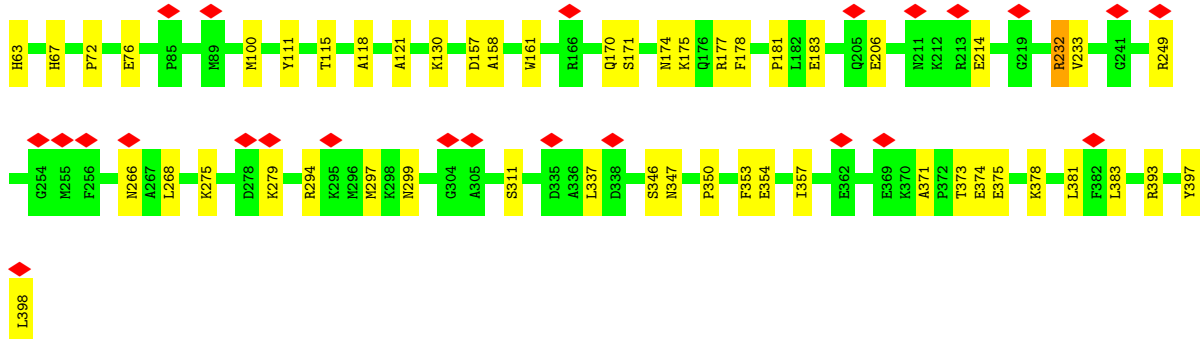 H63 H67 P72 E76 P85 M89 M100 Y111 T115 A118 A121 K130 D157 A158 W161 R166 Q170 S171 N174 K175 Q176 R177 F178 P181 L182 E183 Q205 E206 N211 K212 R213 E214 G219 R232 V233 G241 R249
G254 M255 F256 N266 A267 L268 K275 D278 K279 R294 K295 M296 M297 K298 N299 G304 A305 S311 D335 A336 L337 D338 S346 N347 P350 F353 E354 I357 E362 E369 K370 A371 P372 T373 E374 E375 K378 L381 F382 L383 R393 Y397
L398